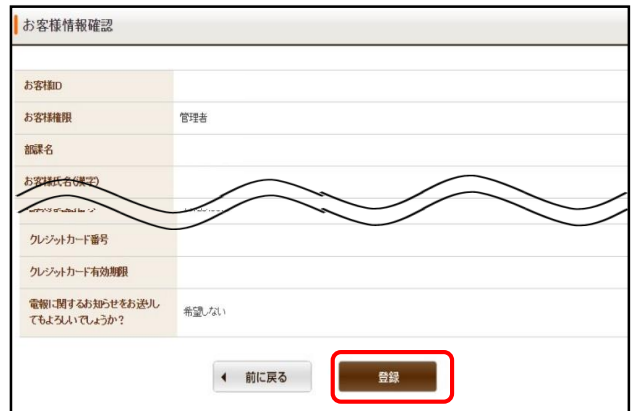 お客様情報確認
お客様ID
お客様権限 管理者
部課名
お客様氏名(漢字)
クレジットカード番号
クレジットカード有効期限
電報に関するお知らせをお送りし
てもよろしいでしょうか？ 希望しない
前に戻る 登録